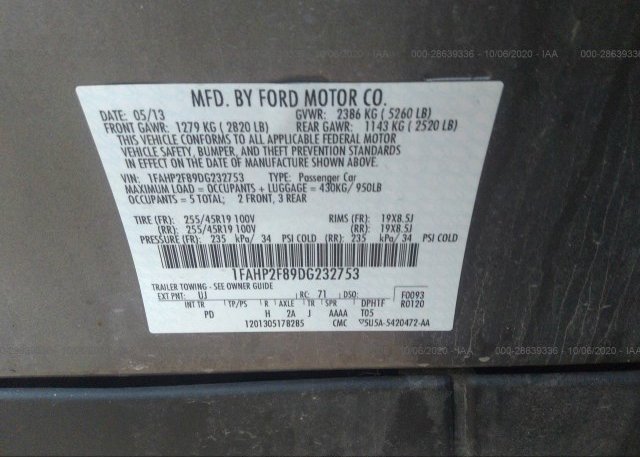 000-28639336 - 10/06/2020 - IAA
000-28639336 - 10/06/2020 - IAA
MFD. BY FORD MOTOR CO.
DATE: 05/13 GVWR: 2386 KG ( 5260 LB)
FRONT GAWR: 1279 KG ( 2820 LB) REAR GAWR: 1143 KG ( 2520 LB)
THIS VEHICLE CONFORMS TO ALL APPLICABLE FEDERAL MOTOR
VEHICLE SAFETY, BUMPER, AND THEFT PREVENTION STANDARDS
IN EFFECT ON THE DATE OF MANUFACTURE SHOWN ABOVE.
VIN: 1FAHP2F89DG232753 TYPE: Passenger Car
MAXIMUM LOAD = OCCUPANTS + LUGGAGE = 430KG/ 950LB
OCCUPANTS = 5 TOTAL: 2 FRONT, 3 REAR
TIRE (FR): 255/45R19 100V RIMS (FR): 19X8.5J
(RR): 255/45R19 100V (RR): 19X8.5J
PRESSURE (FR): 235 kPa/ 34 PSI COLD (RR): 235 kPa/ 34 PSI COLD
1FAHP2F89DG232753
TRAILER TOWING - SEE OWNER GUIDE
EXT PNT: UJ RC: 71 DSO: F0093
INT TR TP/PS R AXLE TR SPR DPHTF R0120
PD H 2A J AAAA T05
1201305178285 CMC ▽5U5A-5420472-AA
000-28639336 - 10/06/2020 - IAA
000-28639336 - 10/06/2020 - IAA